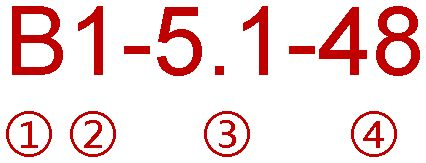 B1-5.1-48
① ② ③ ④